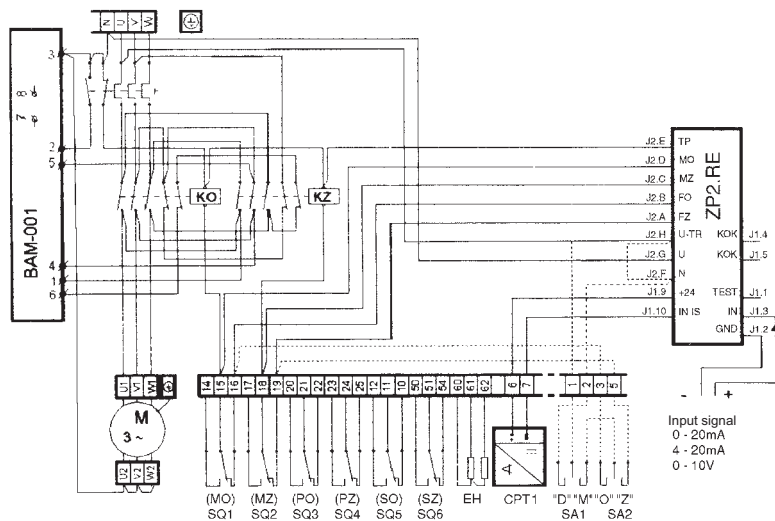 N U V W
3
8
7
2
5
4
1
6
BAM-001
KO
KZ
ZP2.RE
J2.E TP
J2.D MO
J2.C MZ
J2.B FO
J2.A FZ
J2.H U-TR KOK J1.4
J2.G U KOK J1.5
J2.F N
J1.9 +24 TEST J1.1
J1.10 IN IS IN J1.3
GND J1.2
- +
Input signal
0 - 20mA
4 - 20mA
0 - 10V
U1 V1 W1
M
3 ~
U2 V2 W2
14 15 16 17 18 19 20 21 22 23 24 25 12 11 10 50 51 54 60 61 62 6 7 1 2 3 5
(MO) (MZ) (PO) (PZ) (SO) (SZ) EH CPT1 "D" "M" "O" "Z"
SQ1 SQ2 SQ3 SQ4 SQ5 SQ6 SA1 SA2